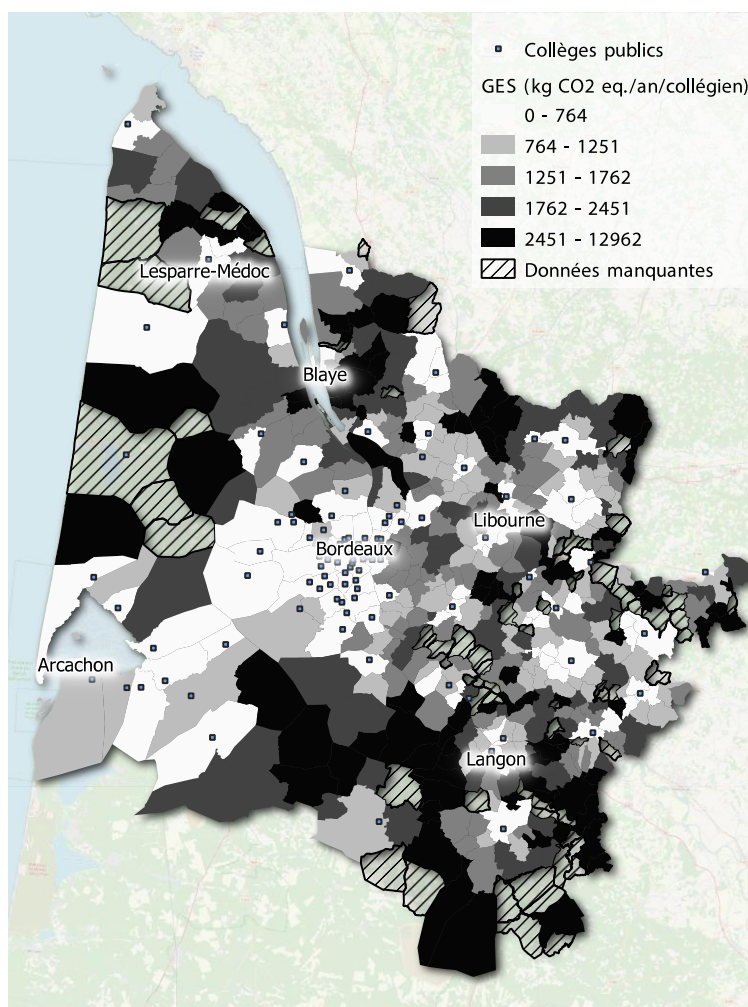 Collèges publics
GES (kg CO2 eq./an/collégien)
0 - 764
764 - 1251
1251 - 1762
1762 - 2451
2451 - 12962
Données manquantes
Lesparre-Médoc
Blaye
Libourne
Bordeaux
Arcachon
Langon